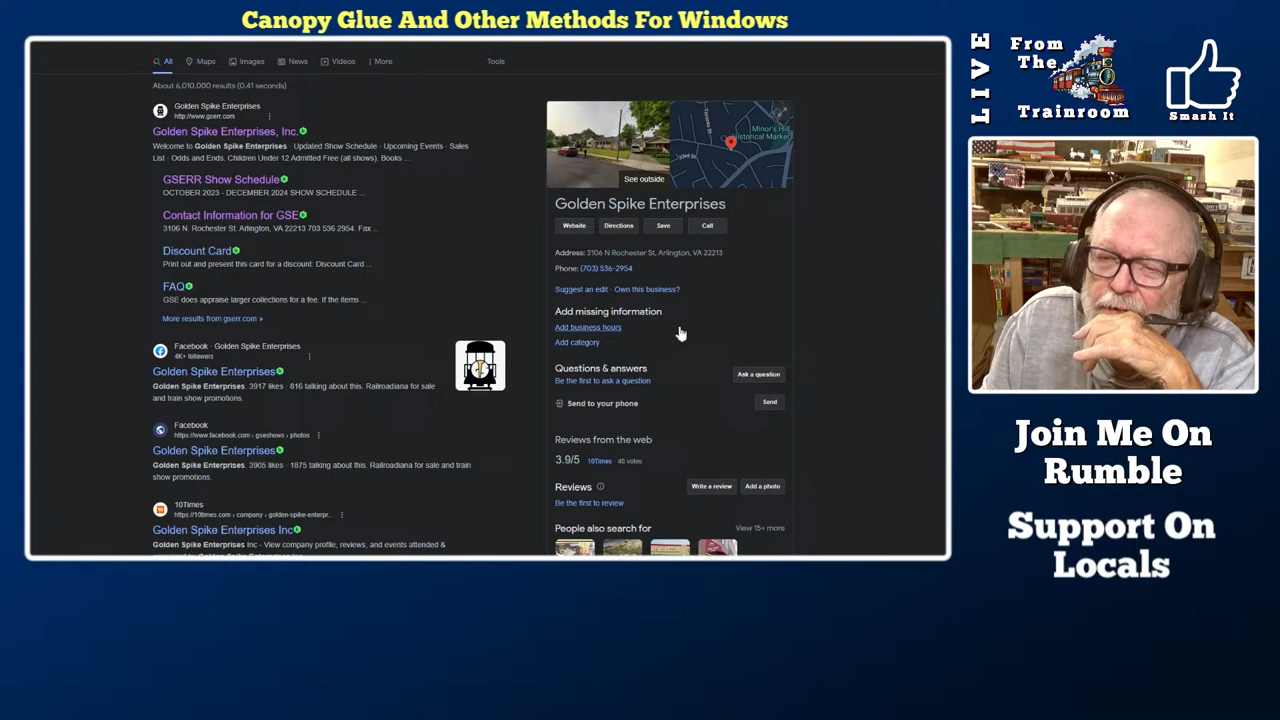 Canopy Glue And Other Methods For Windows
All
Maps
Images
News
Videos
More
Tools
About 6,010,000 results (0.41 seconds)
Golden Spike Enterprises
http://www.gserr.com
Golden Spike Enterprises, Inc.
Welcome to Golden Spike Enterprises · Updated Show Schedule · Upcoming Events · Sales
List · Odds and Ends. Children Under 12 Admitted Free (all shows). Books ...
GSERR Show Schedule
OCTOBER 2023 - DECEMBER 2024 SHOW SCHEDULE ...
Contact Information for GSE
3106 N. Rochester St. Arlington, VA 22213 703 536 2954. Fax ...
Discount Card
Print out and present this card for a discount: Discount Card ...
FAQ
GSE does appraise larger collections for a fee. If the items ...
More results from gserr.com »
Facebook · Golden Spike Enterprises
4K+ followers
Golden Spike Enterprises
Golden Spike Enterprises. 3917 likes · 816 talking about this. Railroadiana for sale
and train show promotions.
Facebook
https://www.facebook.com › gseshows › photos
Golden Spike Enterprises
Golden Spike Enterprises. 3905 likes · 1875 talking about this. Railroadiana for sale and train
show promotions.
10Times
https://10times.com › company › golden-spike-enterpr...
Golden Spike Enterprises Inc
Golden Spike Enterprises Inc - View company profile, reviews, and events attended &
See outside
Minor's Hill
Historical Marker
Golden Spike Enterprises
Website
Directions
Save
Call
Address: 3106 N Rochester St, Arlington, VA 22213
Phone: (703) 536-2954
Suggest an edit · Own this business?
Add missing information
Add business hours
Add category
Questions & answers
Be the first to ask a question
Ask a question
Send to your phone
Send
Reviews from the web
3.9/5 10Times · 48 votes
Reviews
Write a review
Add a photo
Be the first to review
People also search for
View 15+ more
LIVE
From
The
Trainroom
Smash It
Join Me On
Rumble
Support On
Locals